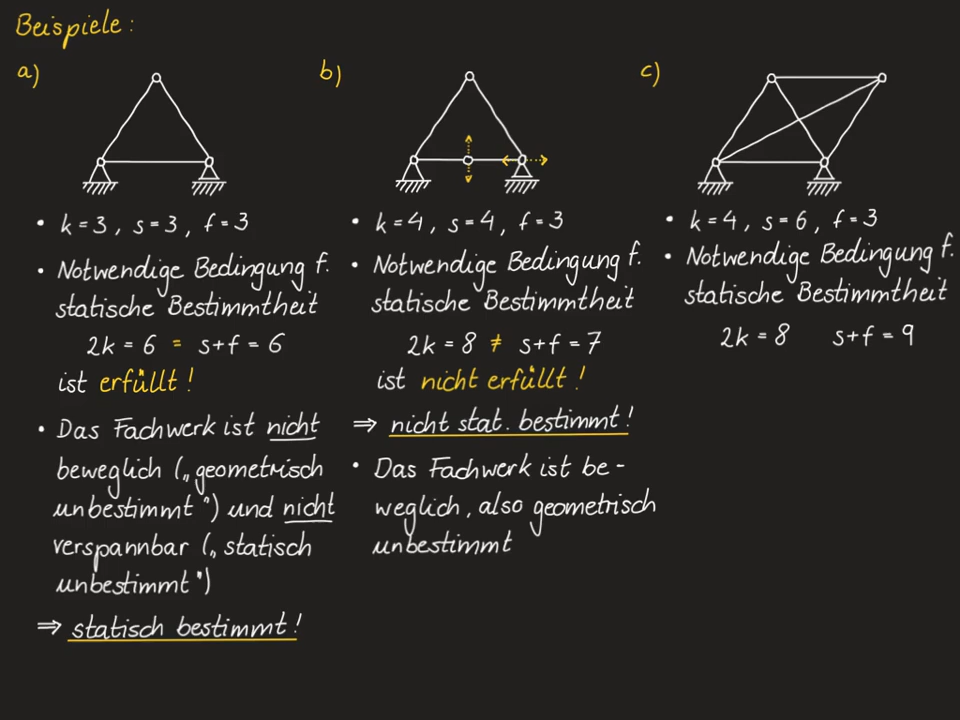 Beispiele:
a)
• k = 3, s = 3, f = 3
• Notwendige Bedingung f.
statische Bestimmtheit
2k = 6 = s+f = 6
ist erfüllt!
• Das Fachwerk ist nicht
beweglich („geometrisch
unbestimmt") und nicht
verspannbar („statisch
unbestimmt")
⇒ statisch bestimmt!
b)
• k = 4, s = 4, f = 3
• Notwendige Bedingung f.
statische Bestimmtheit
2k = 8 ≠ s+f = 7
ist nicht erfüllt!
⇒ nicht stat. bestimmt!
• Das Fachwerk ist be-
weglich, also geometrisch
unbestimmt
c)
• k = 4, s = 6, f = 3
• Notwendige Bedingung f.
statische Bestimmtheit
2k = 8 s+f = 9